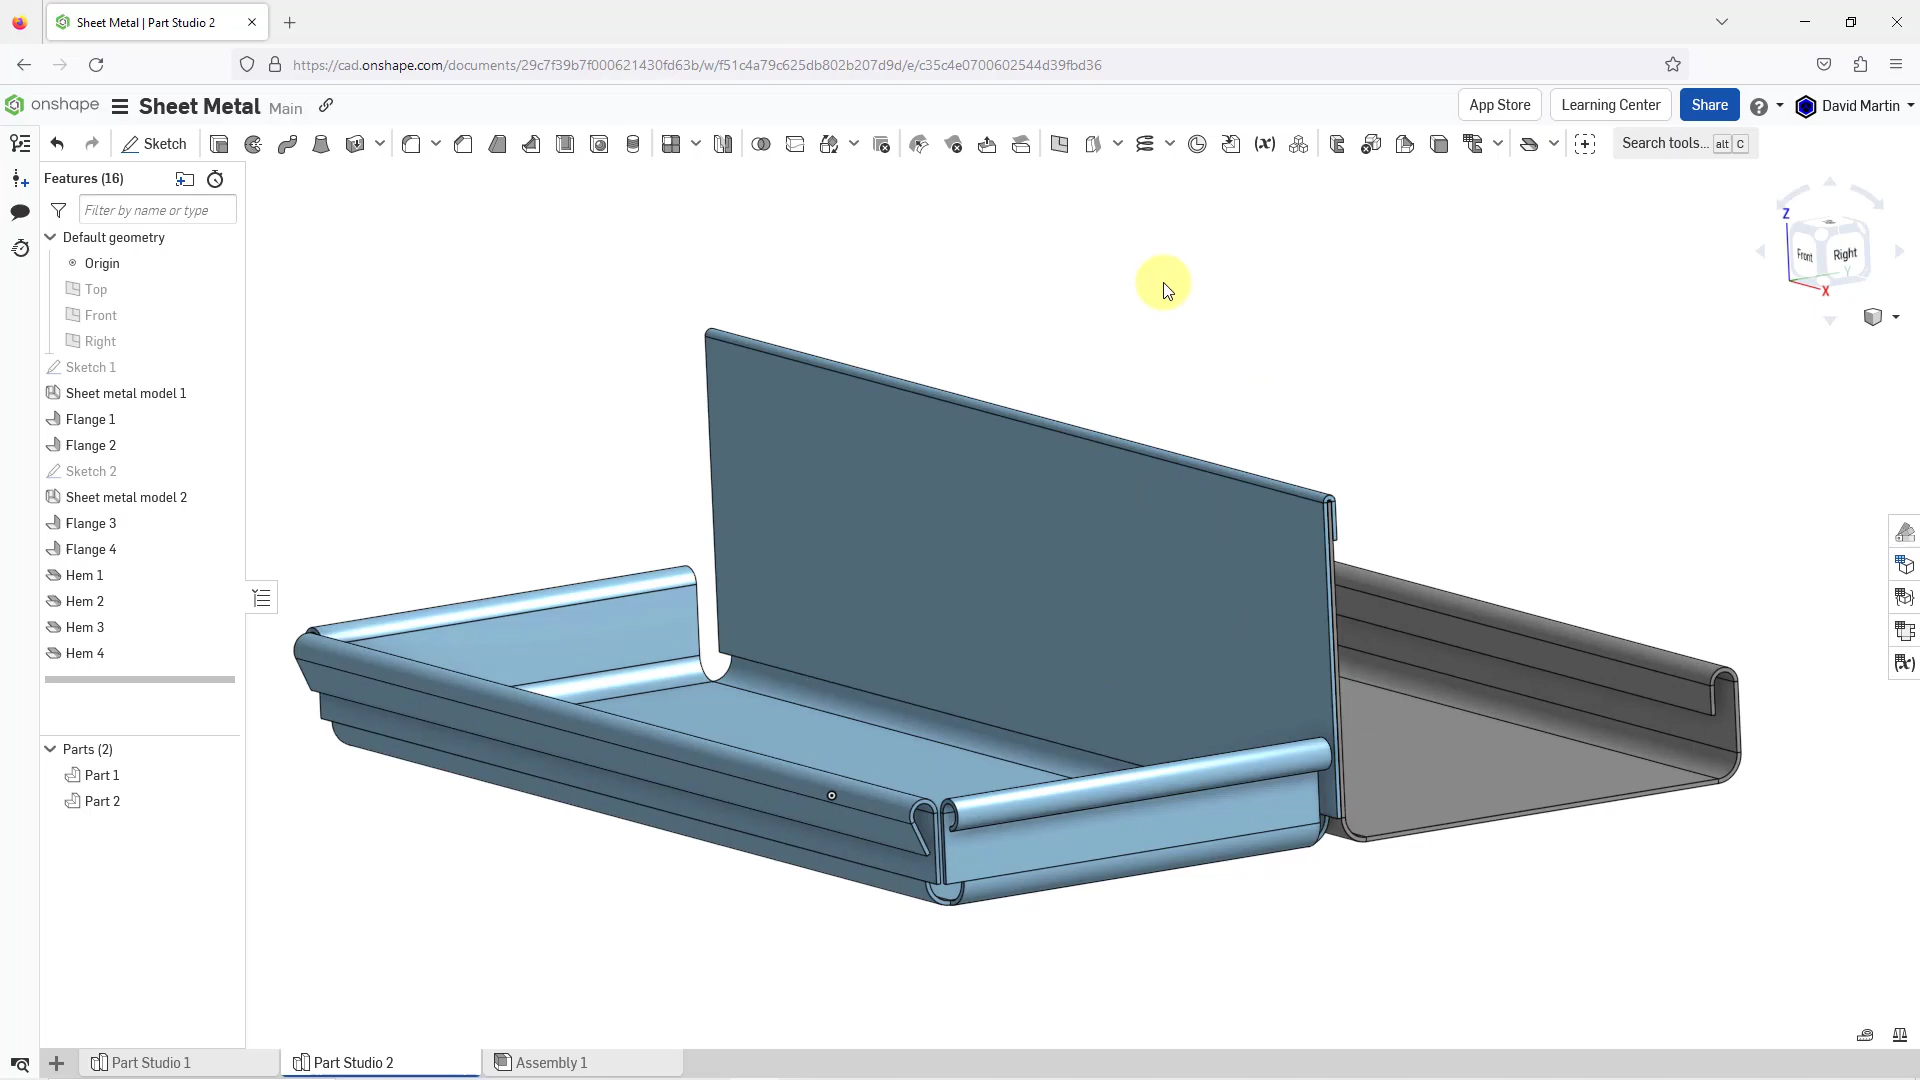 Sheet Metal | Part Studio 2
https://cad.onshape.com/documents/29c7f39b7f000621430fd63b/w/f51c4a79c625db802b207d9d/e/c35c4e0700602544d39fbd36
onshape
Sheet Metal Main
App Store
Learning Center
Share
David Martin
Sketch
Search tools... alt C
Features (16)
Filter by name or type
Default geometry
Origin
Top
Front
Right
Sketch 1
Sheet metal model 1
Flange 1
Flange 2
Sketch 2
Sheet metal model 2
Flange 3
Flange 4
Hem 1
Hem 2
Hem 3
Hem 4
Parts (2)
Part 1
Part 2
Z
Front
Right
Y
X
Part Studio 1
Part Studio 2
Assembly 1